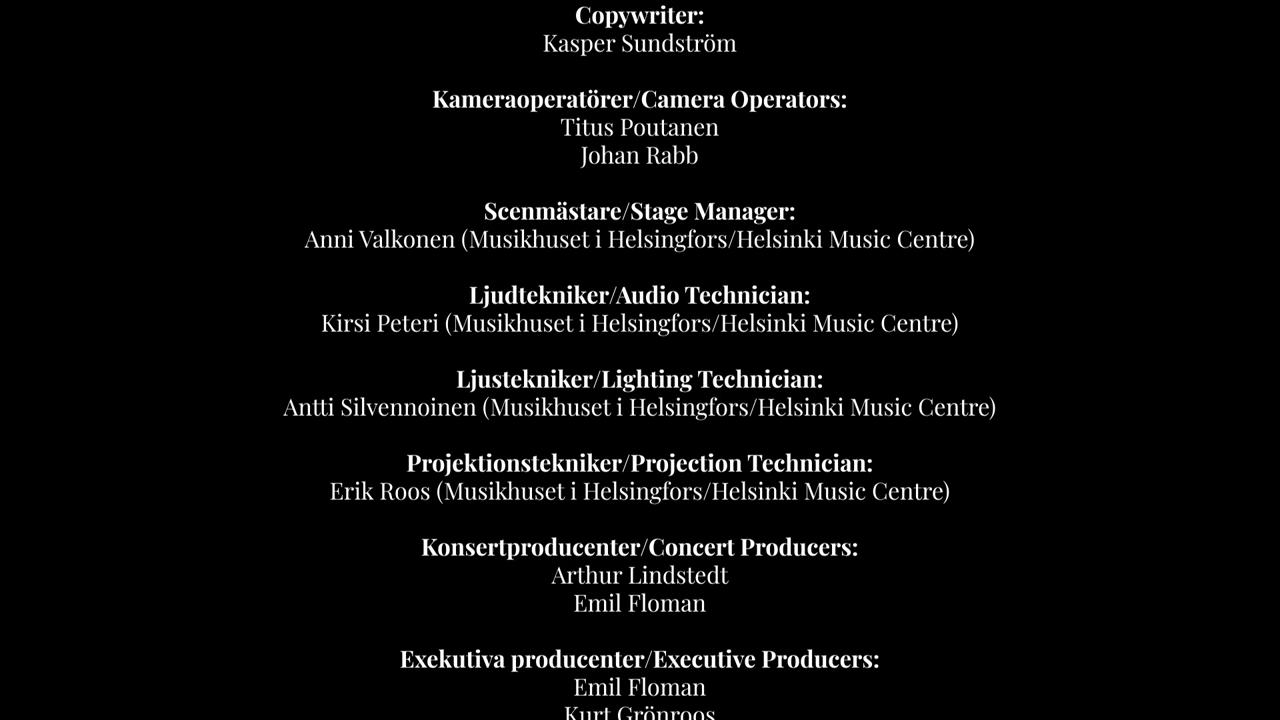 Copywriter:
Kasper Sundström
Kameraoperatörer/Camera Operators:
Titus Poutanen
Johan Rabb
Scenmästare/Stage Manager:
Anni Valkonen (Musikhuset i Helsingfors/Helsinki Music Centre)
Ljudtekniker/Audio Technician:
Kirsi Peteri (Musikhuset i Helsingfors/Helsinki Music Centre)
Ljustekniker/Lighting Technician:
Antti Silvennoinen (Musikhuset i Helsingfors/Helsinki Music Centre)
Projektionstekniker/Projection Technician:
Erik Roos (Musikhuset i Helsingfors/Helsinki Music Centre)
Konsertproducenter/Concert Producers:
Arthur Lindstedt
Emil Floman
Exekutiva producenter/Executive Producers:
Emil Floman
Kurt Grönroos